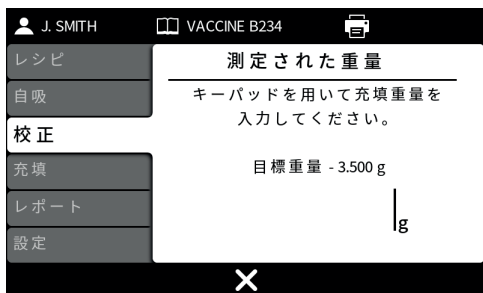 J. SMITH VACCINE B234
レシピ
自吸
校正
充填
レポート
設定
測定された重量
キーパッドを用いて充填重量を
入力してください。
目標重量 - 3.500 g
g